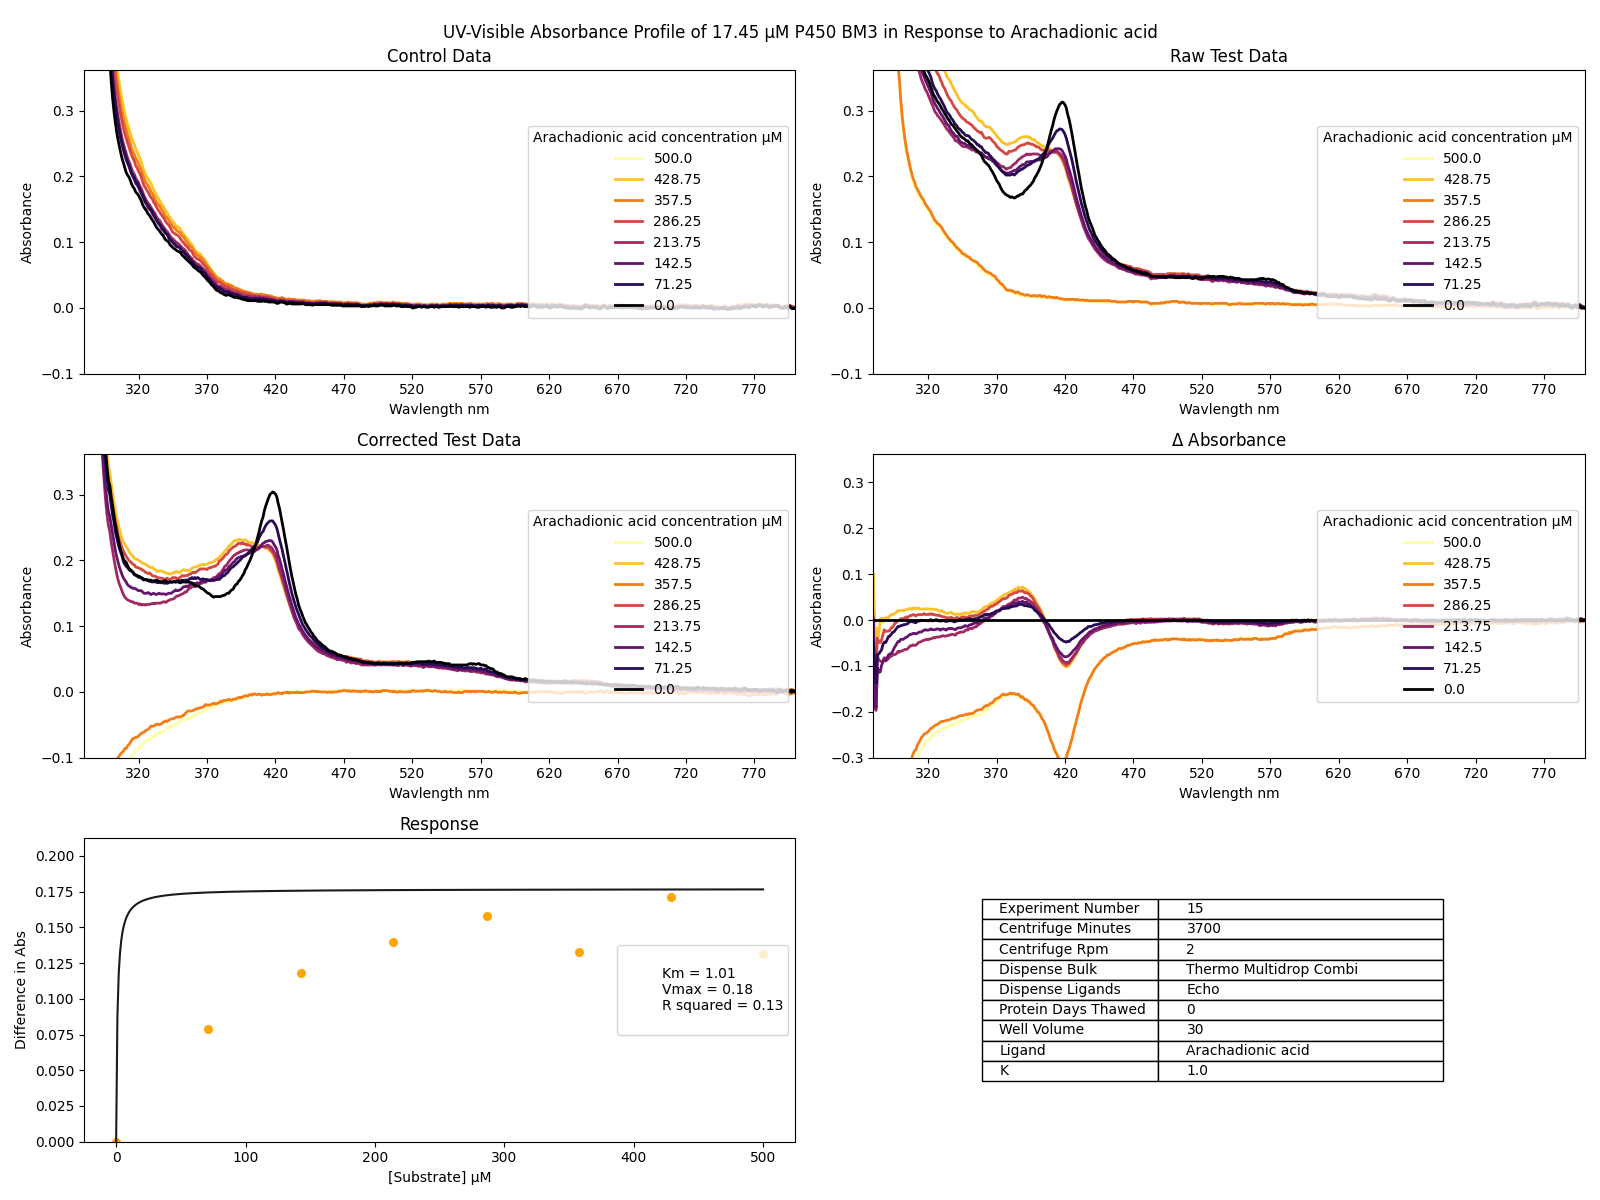 UV-Visible Absorbance Profile of 17.45 µM P450 BM3 in Response to Arachadionic acid
Control Data
Absorbance
0.3
0.2
0.1
0.0
−0.1
320 370 420 470 520 570 620 670 720 770
Wavlength nm
Arachadionic acid concentration µM
500.0
428.75
357.5
286.25
213.75
142.5
71.25
0.0
Raw Test Data
Absorbance
0.3
0.2
0.1
0.0
−0.1
320 370 420 470 520 570 620 670 720 770
Wavlength nm
Arachadionic acid concentration µM
500.0
428.75
357.5
286.25
213.75
142.5
71.25
0.0
Corrected Test Data
Absorbance
0.3
0.2
0.1
0.0
−0.1
320 370 420 470 520 570 620 670 720 770
Wavlength nm
Arachadionic acid concentration µM
500.0
428.75
357.5
286.25
213.75
142.5
71.25
0.0
Δ Absorbance
Absorbance
0.3
0.2
0.1
0.0
−0.1
−0.2
−0.3
320 370 420 470 520 570 620 670 720 770
Wavlength nm
Arachadionic acid concentration µM
500.0
428.75
357.5
286.25
213.75
142.5
71.25
0.0
Response
Difference in Abs
0.200
0.175
0.150
0.125
0.100
0.075
0.050
0.025
0.000
0 100 200 300 400 500
[Substrate] µM
Km = 1.01
Vmax = 0.18
R squared = 0.13
Experiment Number 15
Centrifuge Minutes 3700
Centrifuge Rpm 2
Dispense Bulk Thermo Multidrop Combi
Dispense Ligands Echo
Protein Days Thawed 0
Well Volume 30
Ligand Arachadionic acid
K 1.0